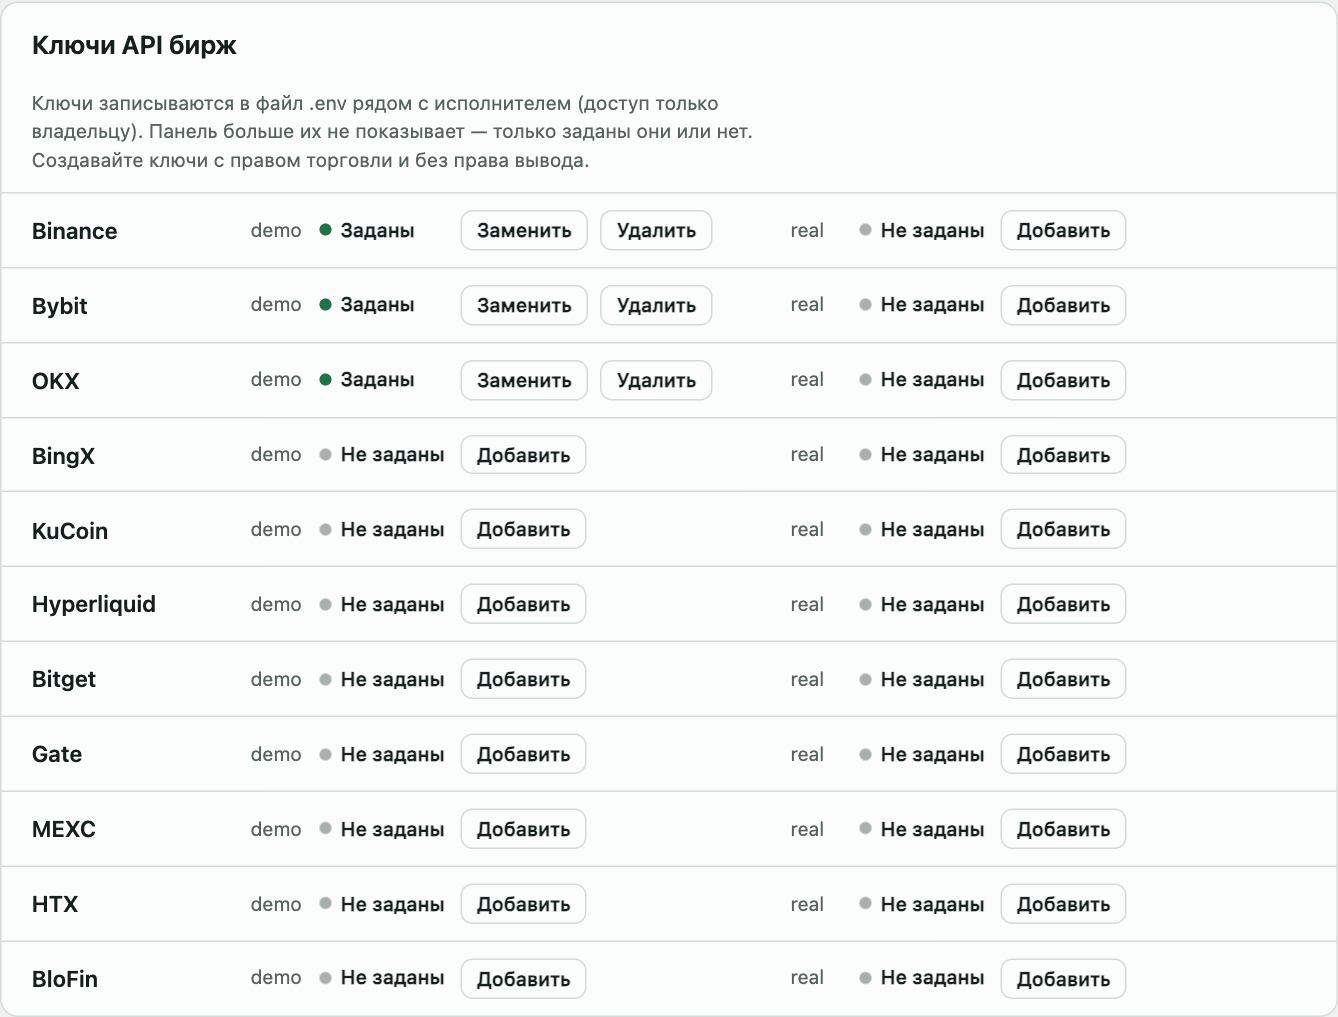 Ключи API бирж
Ключи записываются в файл .env рядом с исполнителем (доступ только
владельцу). Панель больше их не показывает — только заданы они или нет.
Создавайте ключи с правом торговли и без права вывода.
Binance demo Заданы Заменить Удалить real Не заданы Добавить
Bybit demo Заданы Заменить Удалить real Не заданы Добавить
OKX demo Заданы Заменить Удалить real Не заданы Добавить
BingX demo Не заданы Добавить real Не заданы Добавить
KuCoin demo Не заданы Добавить real Не заданы Добавить
Hyperliquid demo Не заданы Добавить real Не заданы Добавить
Bitget demo Не заданы Добавить real Не заданы Добавить
Gate demo Не заданы Добавить real Не заданы Добавить
MEXC demo Не заданы Добавить real Не заданы Добавить
HTX demo Не заданы Добавить real Не заданы Добавить
BloFin demo Не заданы Добавить real Не заданы Добавить